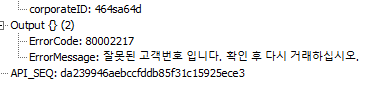 corporateID: 464sa64d
Output {} (2)
ErrorCode: 80002217
ErrorMessage: 잘못된 고객번호 입니다. 확인 후 다시 거래하십시오.
API_SEQ: da239946aebccfddb85f31c15925ece3